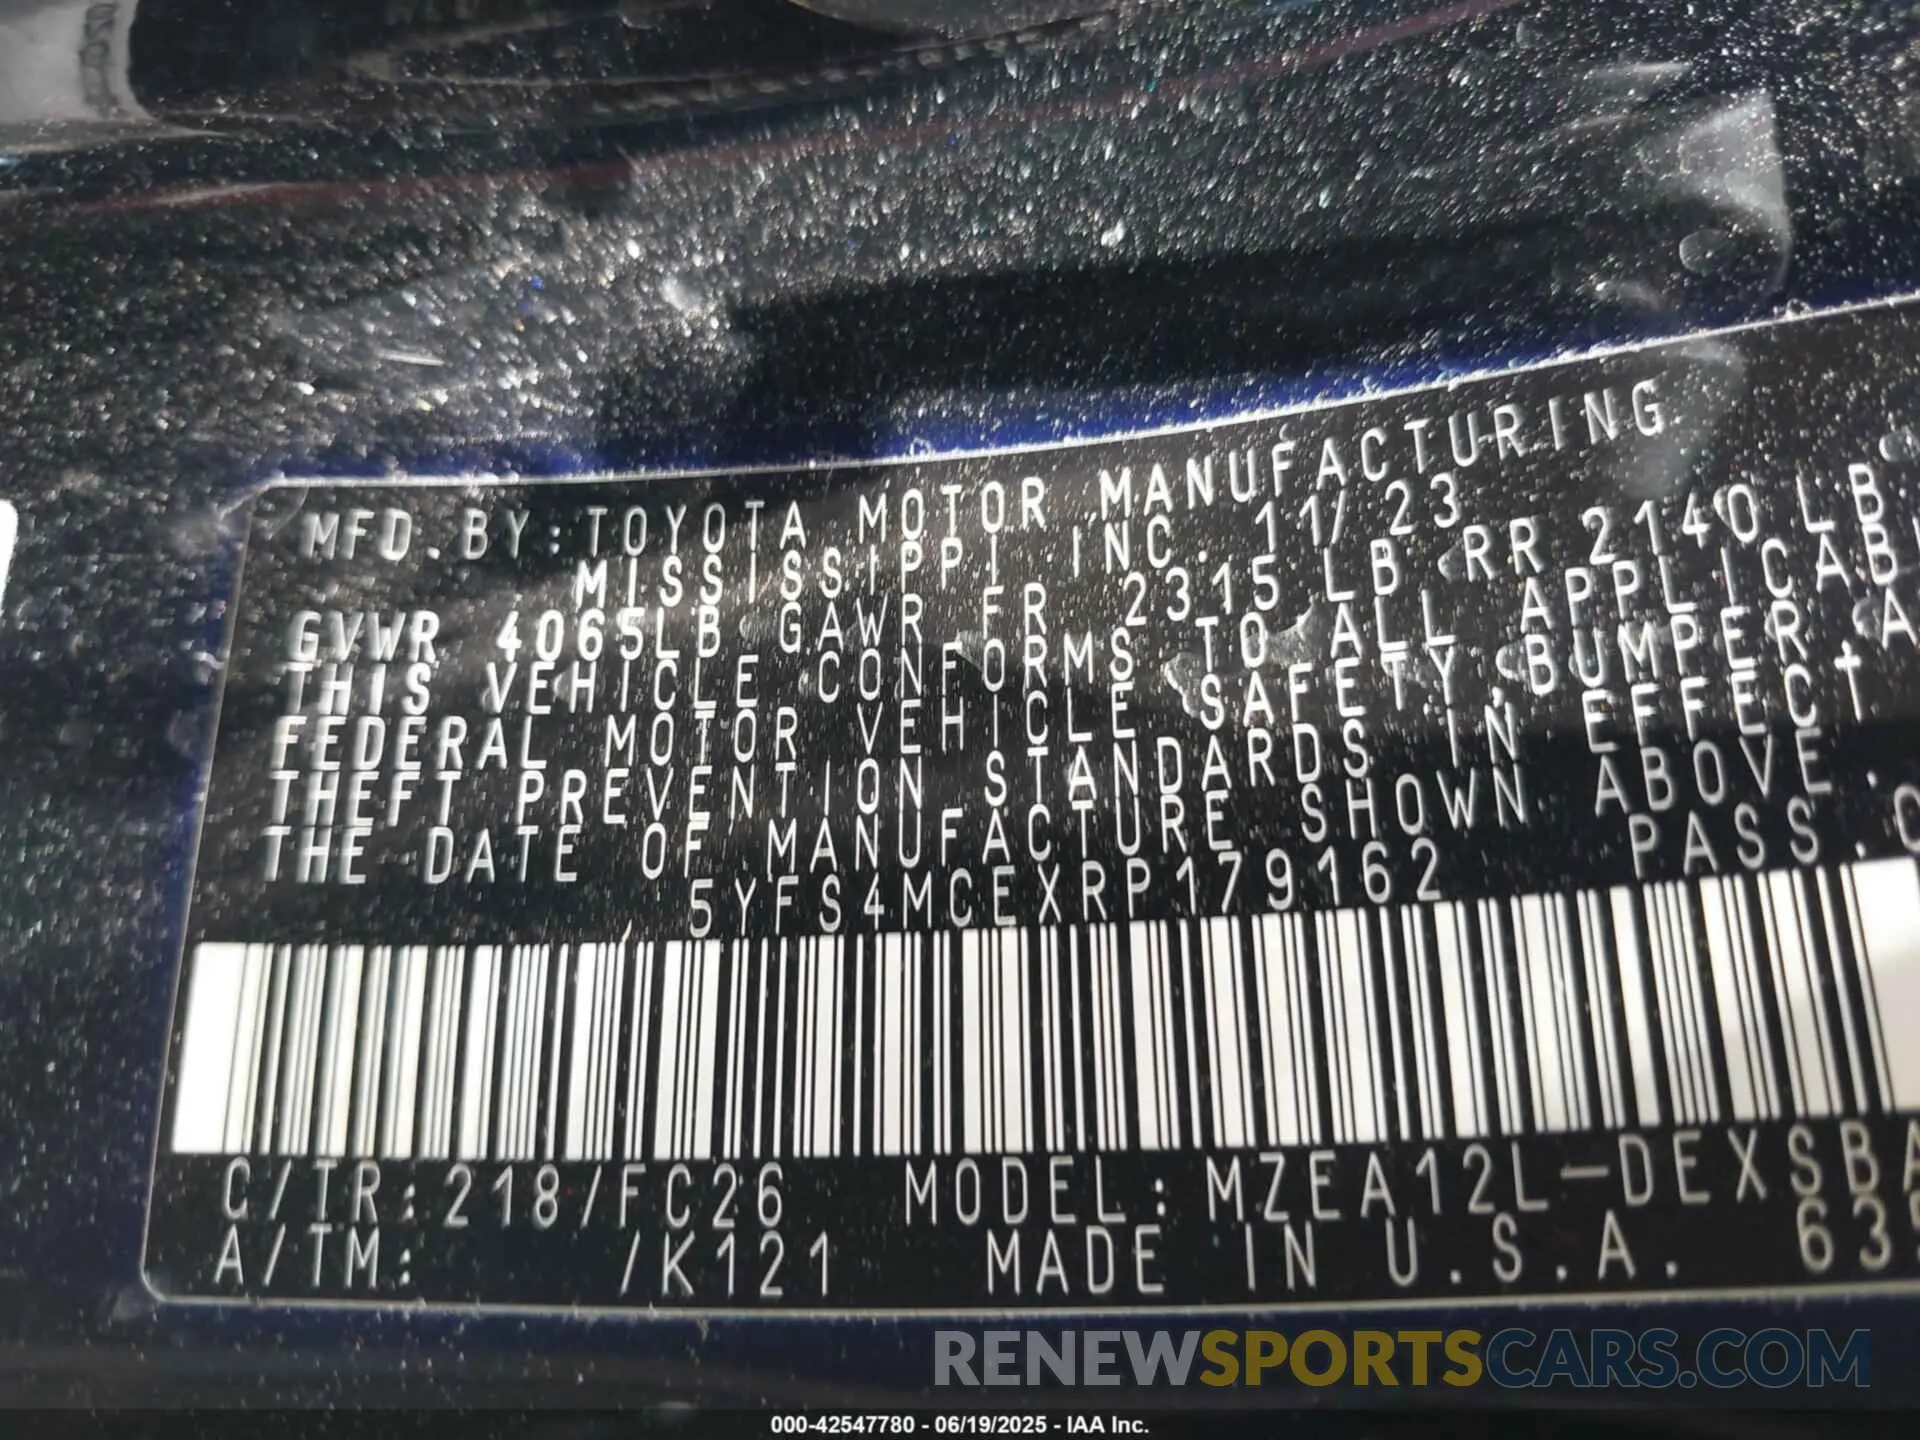 MFD. BY: TOYOTA MOTOR MANUFACTURING
MISSISSIPPI INC. 11/23
GVWR 4065LB GAWR FR 2315 LB RR 2140 LB
THIS VEHICLE CONFORMS TO ALL APPLICAB
FEDERAL MOTOR VEHICLE SAFETY, BUMPER, A
THEFT PREVENTION STANDARDS IN EFFECT
THE DATE OF MANUFACTURE SHOWN ABOVE.
5YFS4MCEXRP179162 PASS.
C/TR: 218/FC26 MODEL: MZEA12L-DEXSBA
A/TM: /K121 MADE IN U.S.A. 63
RENEWSPORTSCARS.COM
000-42547780 - 06/19/2025 - IAA Inc.